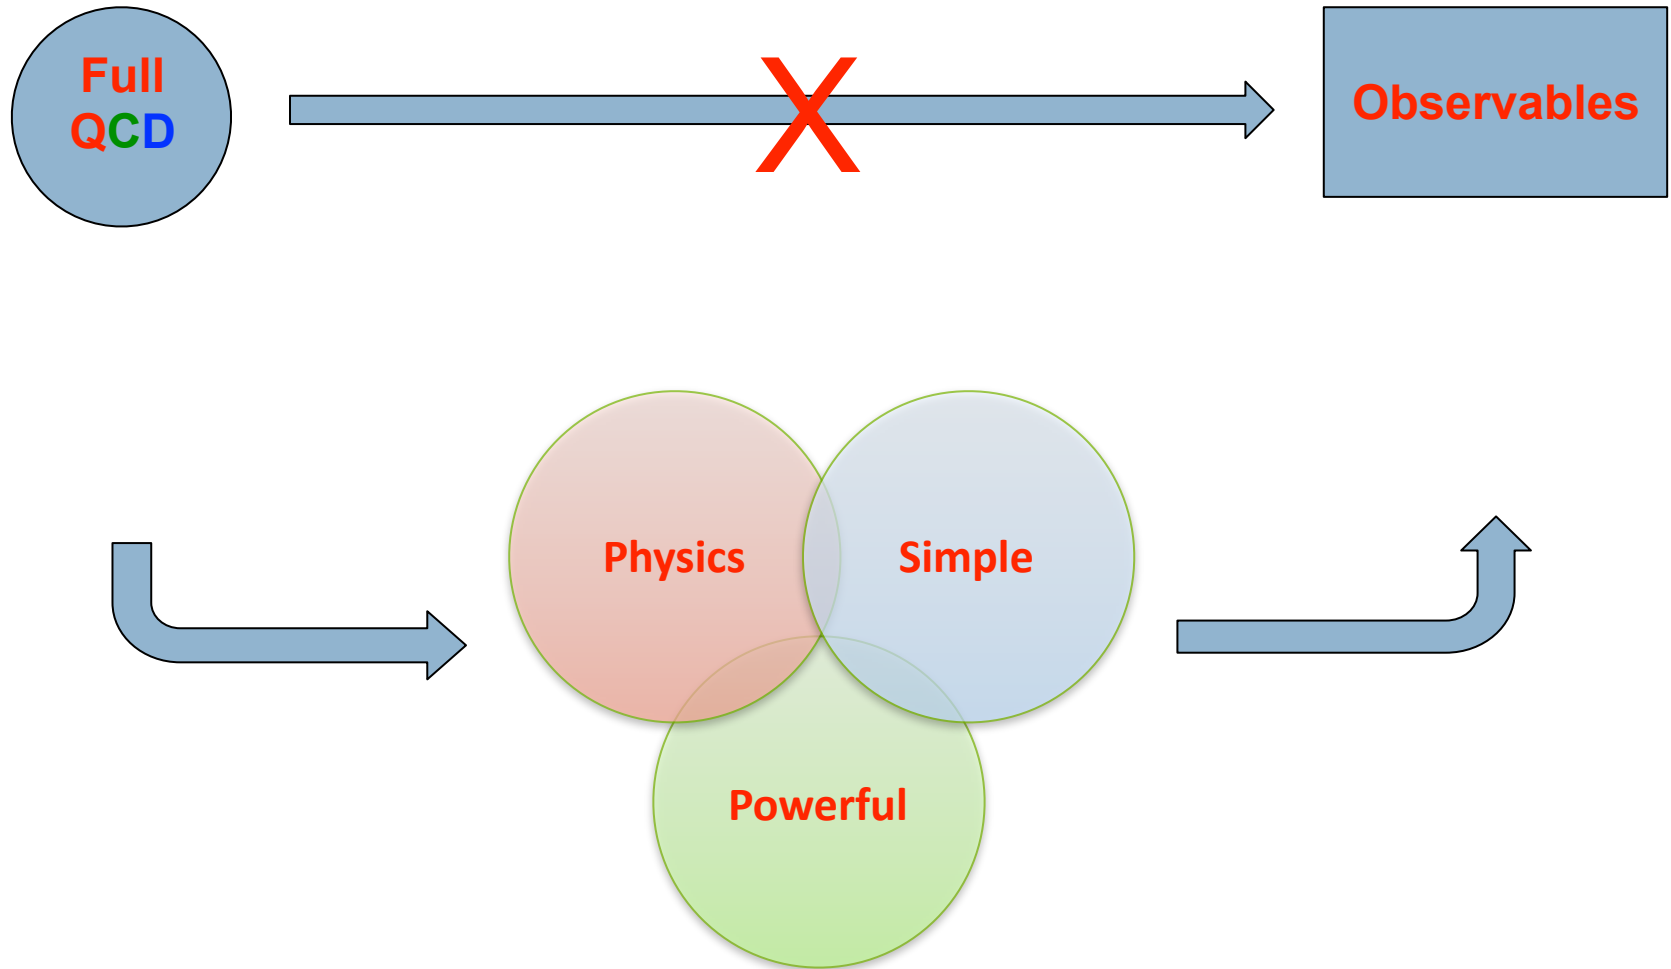 Full
QCD
X
Observables
Physics
Simple
Powerful